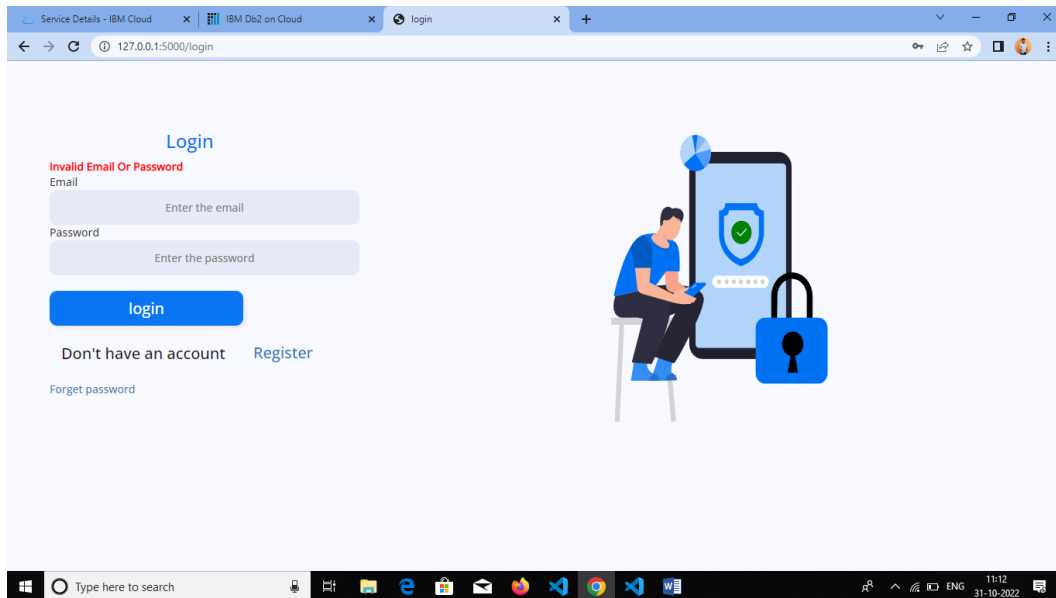 Service Details - IBM Cloud
IBM Db2 on Cloud
login
127.0.0.1:5000/login
Login
Invalid Email Or Password
Email
Enter the email
Password
Enter the password
login
Don't have an account Register
Forget password
Type here to search
ENG
11:12
31-10-2022